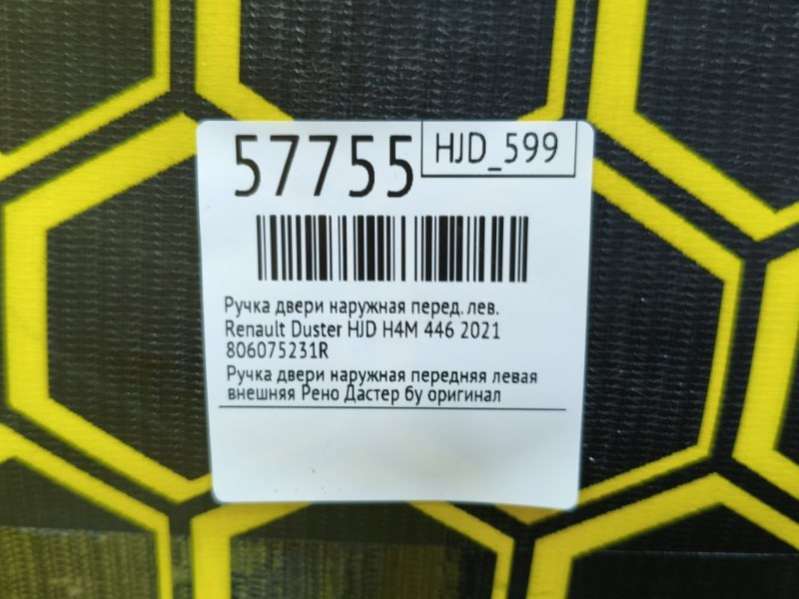 57755
HJD_599
Ручка двери наружная перед. лев.
Renault Duster HJD H4M 446 2021
806075231R
Ручка двери наружная передняя левая
внешняя Рено Дастер бу оригинал